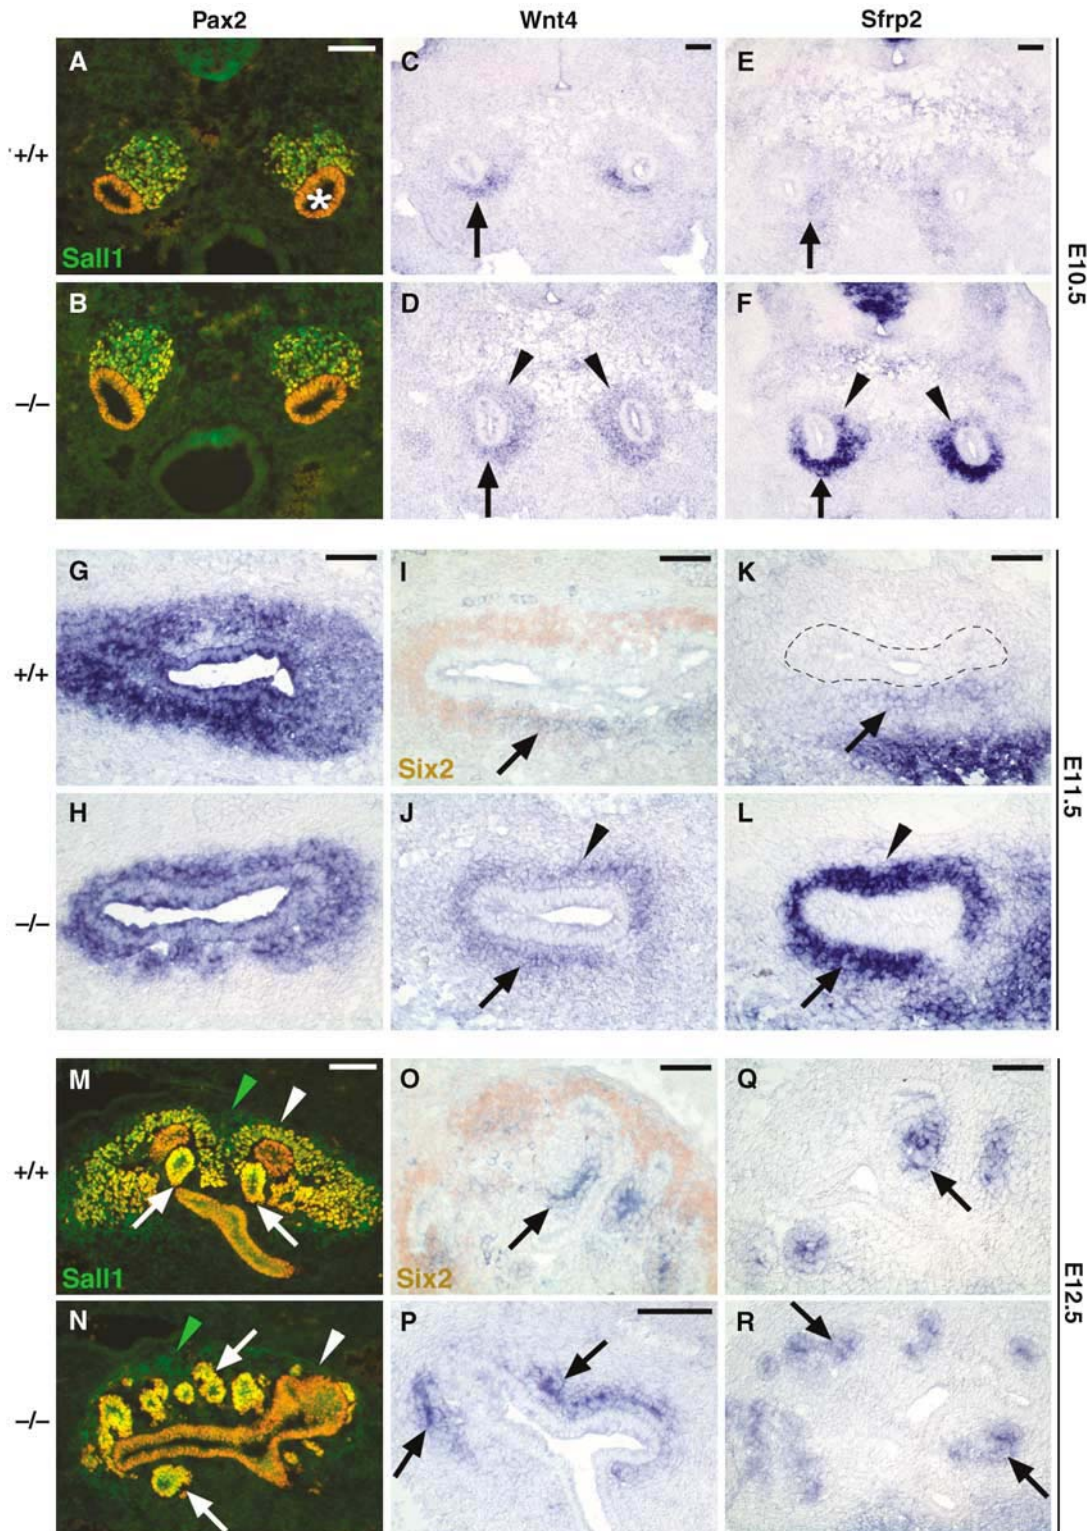 Pax2 Wnt4 Sfrp2
A C E
+/+
Sall1
E10.5
B D F
–/–
G I K
+/+
Six2
E11.5
H J L
–/–
M O Q
+/+
Sall1 Six2
E12.5
N P R
–/–